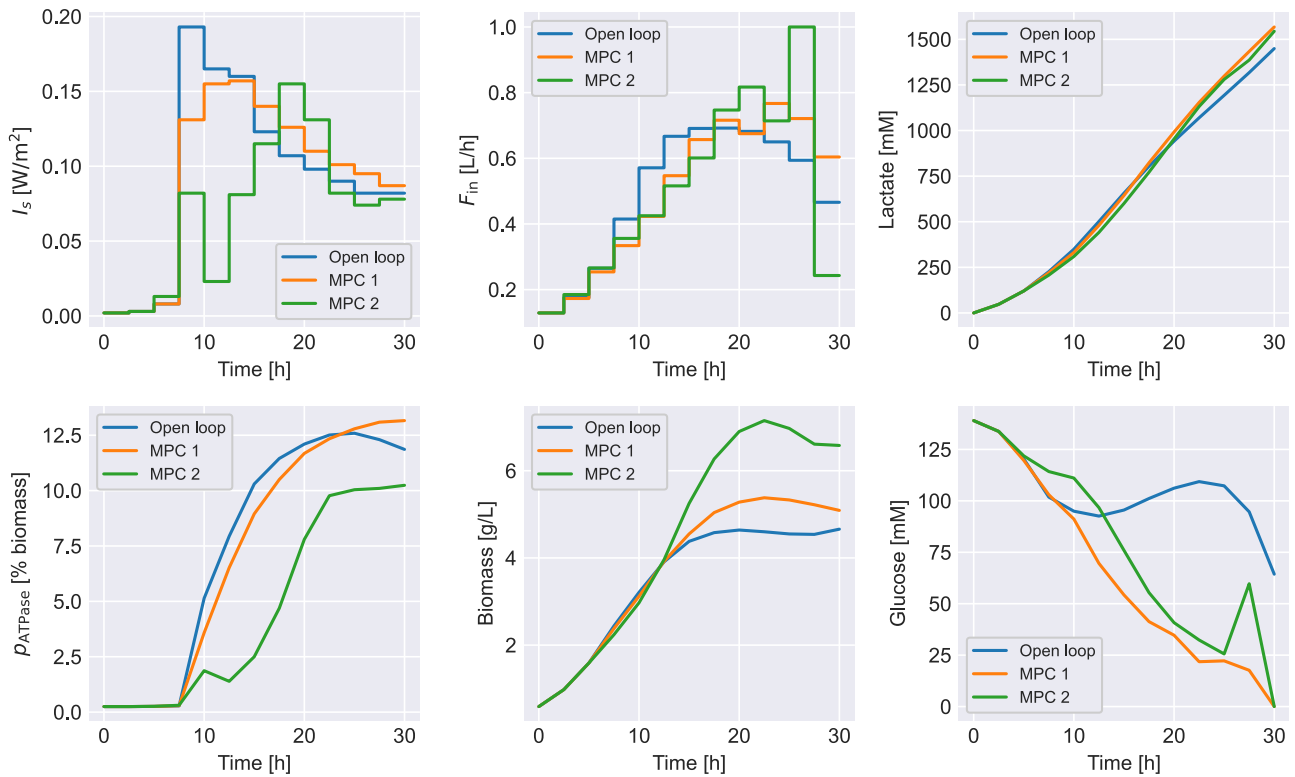 0.20
0.15
0.10
0.05
0.00
I_s [W/m²]
Open loop
MPC 1
MPC 2
0 10 20 30
Time [h]
1.0
0.8
0.6
0.4
0.2
F_in [L/h]
Open loop
MPC 1
MPC 2
0 10 20 30
Time [h]
1500
1250
1000
750
500
250
0
Lactate [mM]
Open loop
MPC 1
MPC 2
0 10 20 30
Time [h]
12.5
10.0
7.5
5.0
2.5
0.0
p_ATPase [% biomass]
Open loop
MPC 1
MPC 2
0 10 20 30
Time [h]
6
4
2
Biomass [g/L]
Open loop
MPC 1
MPC 2
0 10 20 30
Time [h]
125
100
75
50
25
0
Glucose [mM]
Open loop
MPC 1
MPC 2
0 10 20 30
Time [h]